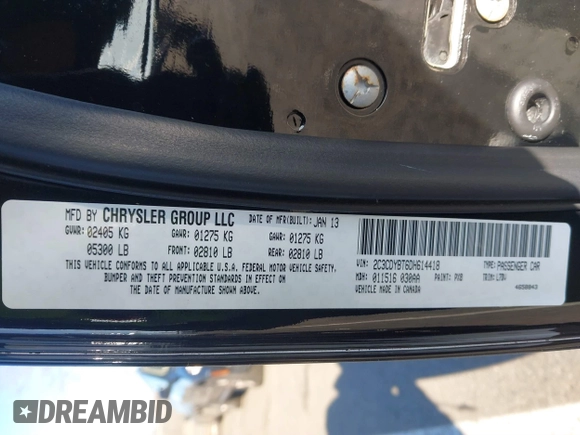 MFD BY CHRYSLER GROUP LLC DATE OF MFR(BUILT): JAN 13
GVWR: 02405 KG GAWR: 01275 KG GAWR: 01275 KG
05300 LB FRONT: 02810 LB REAR: 02810 LB
THIS VEHICLE CONFORMS TO ALL APPLICABLE U.S.A. FEDERAL MOTOR VEHICLE SAFETY,
BUMPER AND THEFT PREVENTION STANDARDS IN EFFECT ON
THE DATE OF MANUFACTURE SHOWN ABOVE.
VIN: 2C3CDYBT6DH614418 TYPE: PASSENGER CAR
MDH: 011516 030AA PAINT: PX8 TRIM:
VEHICLE MADE IN CANADA
DREAMBID